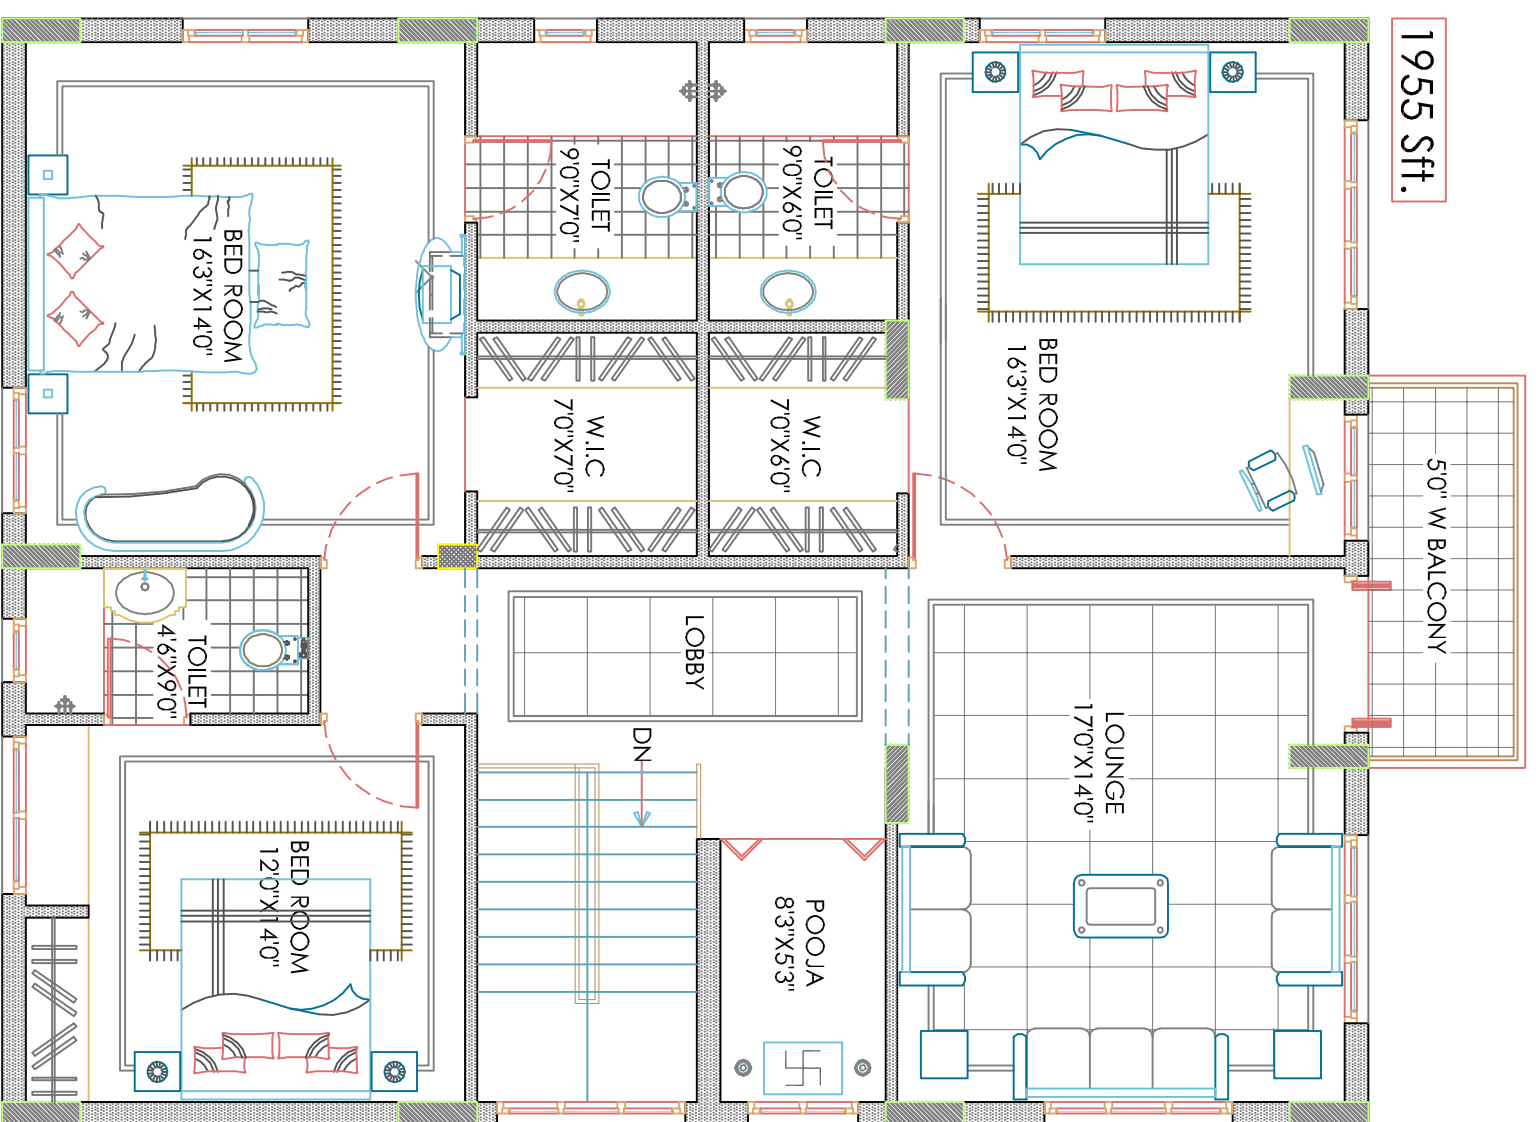 1955 Sft.
BED ROOM
16'3"X14'0"
TOILET
9'0"X7'0"
TOILET
9'0"X6'0"
BED ROOM
16'3"X14'0"
W.I.C
7'0"X7'0"
W.I.C
7'0"X6'0"
5'0" W BALCONY
TOILET
4'6"X9'0"
LOBBY
DN
LOUNGE
17'0"X14'0"
BED ROOM
12'0"X14'0"
POOJA
8'3"X5'3"